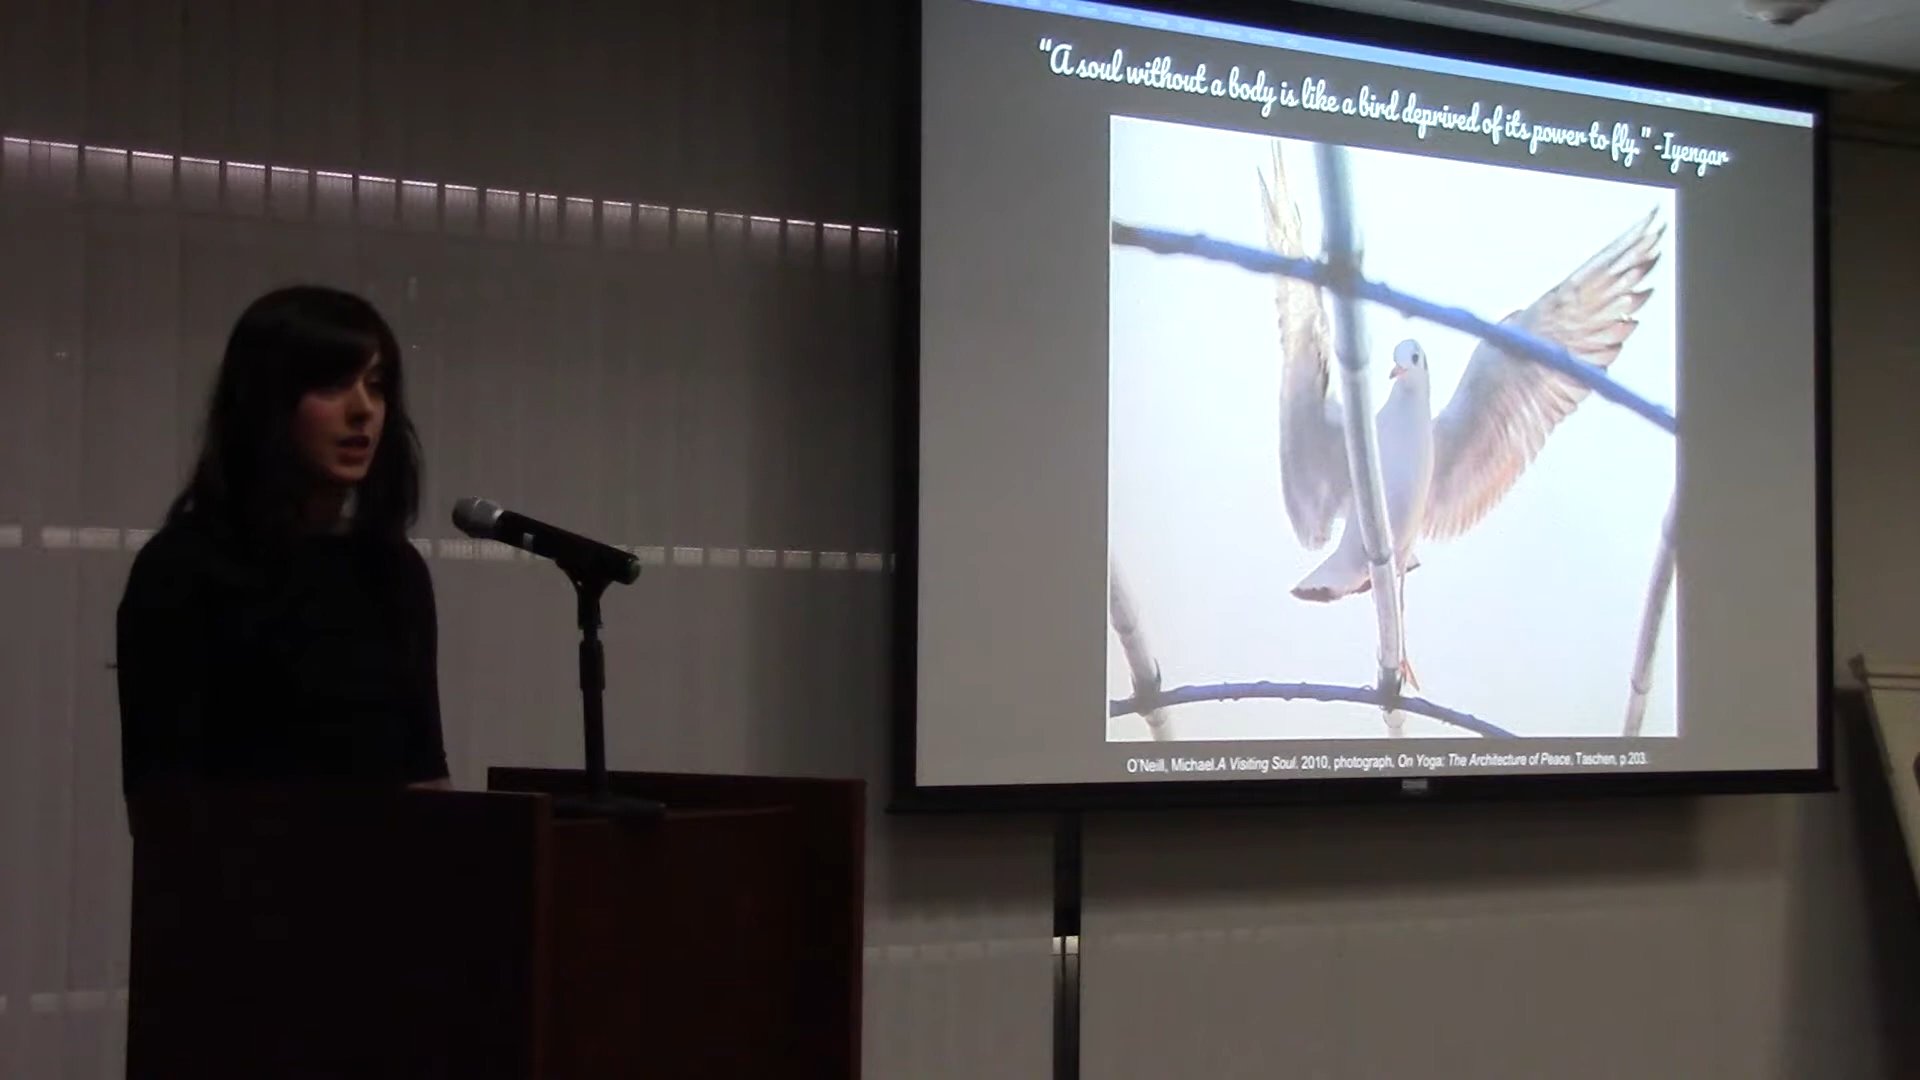 “A soul without a body is like a bird deprived of its power to fly.” -Iyengar
O'Neill, Michael.A Visiting Soul. 2010, photograph, On Yoga: The Architecture of Peace, Taschen, p 203.